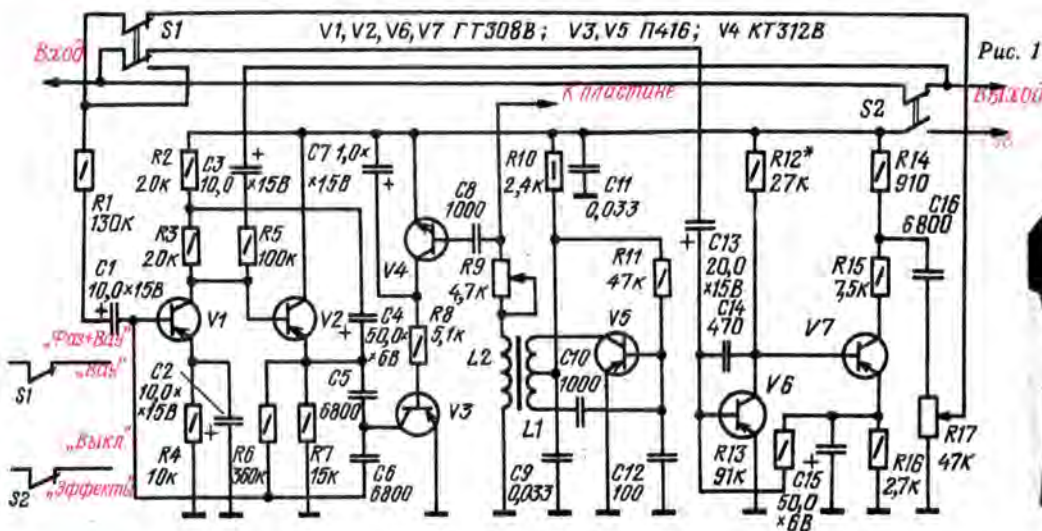 V1, V2, V6, V7 ГТ308В; V3, V5 П416; V4 КТ312В
S1
Рис. 1
Вход
К пластине
Выход
S2
R1
130к
R2
20к
C3
10,0
×15В
C7 1,0×
×15В
R10
2,4к
C11
0,033
R12*
27к
R14
910
C16
6800
R3
20к
R5
100к
C8
1000
V4
R9
4,7к
R11
47к
C13
20,0
×15В
C14
470
R15
7,5к
C1
10,0×15В
V1
V2
C4
50,0×
×6В
R8
5,1к
L2
V5
V7
„Фаз+Вау"
„Вау"
S1
C2
10,0×
×15В
C5
6800
C10
1000
V3
L1
V6
R17
47к
„Выкл"
„Эффекты"
S2
R4
10к
R6
360к
R7
15к
C6
6800
C9
0,033
C12
100
R13
91к
C15
50,0
×6В
R16
2,7к